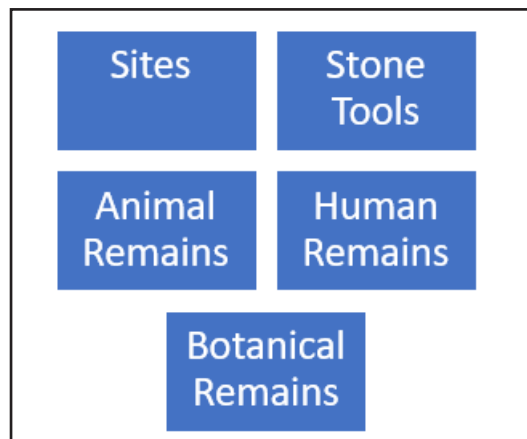 Sites
Stone
Tools
Animal
Remains
Human
Remains
Botanical
Remains